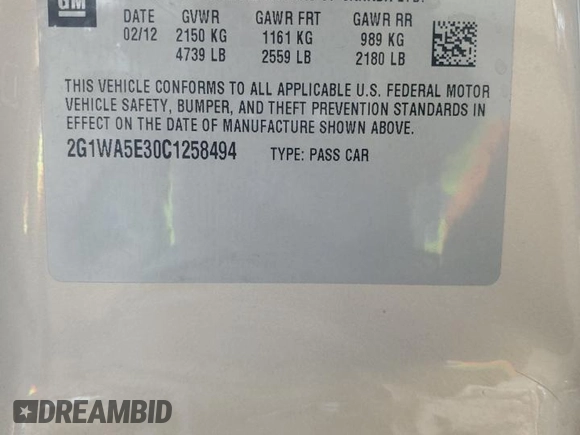 GM
DATE GVWR GAWR FRT GAWR RR
02/12 2150 KG 1161 KG 989 KG
4739 LB 2559 LB 2180 LB
THIS VEHICLE CONFORMS TO ALL APPLICABLE U.S. FEDERAL MOTOR
VEHICLE SAFETY, BUMPER, AND THEFT PREVENTION STANDARDS IN
EFFECT ON THE DATE OF MANUFACTURE SHOWN ABOVE.
2G1WA5E30C1258494 TYPE: PASS CAR
DREAMBID